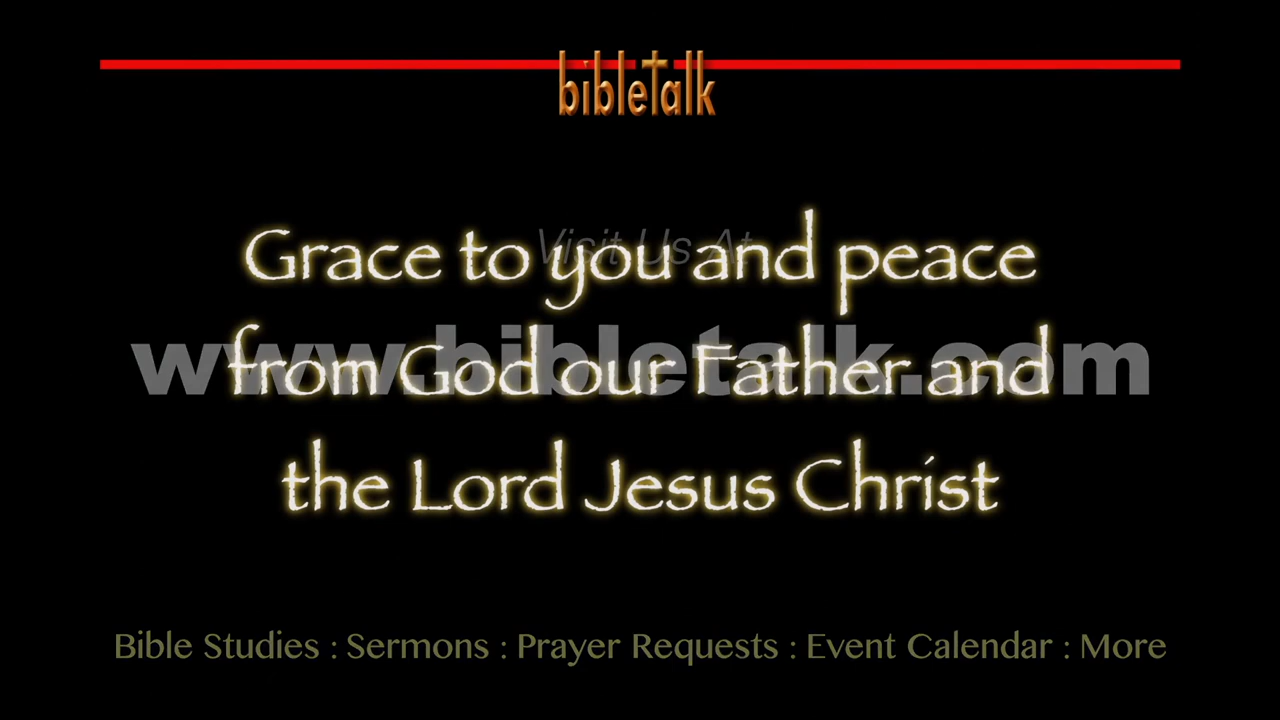 bibletalk
Visit Us At
Grace to you and peace
www.bibletalk.com
from God our Father and
the Lord Jesus Christ
Bible Studies : Sermons : Prayer Requests : Event Calendar : More